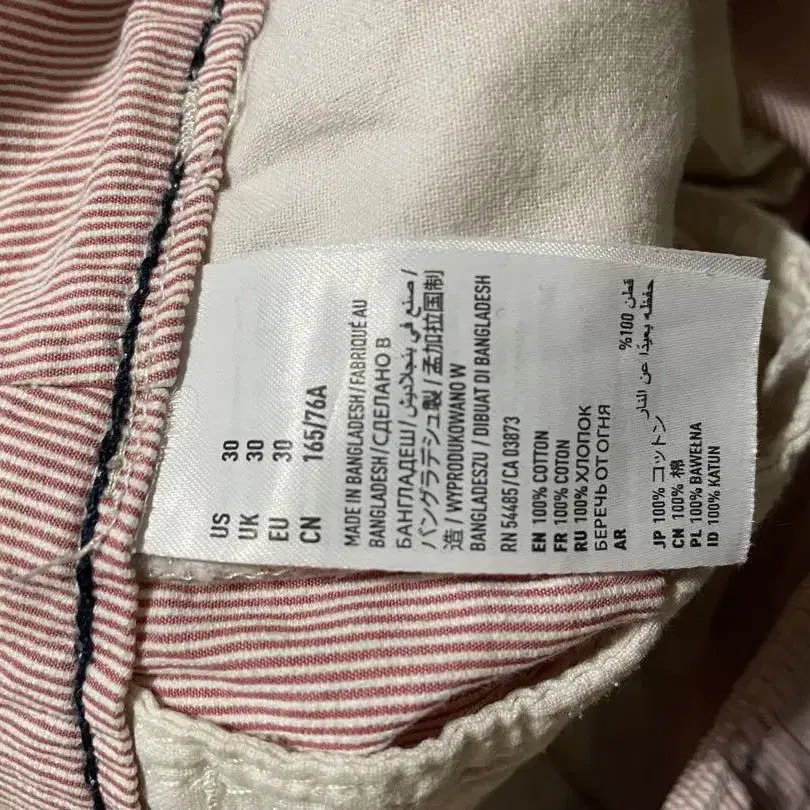 US 30
UK 30
EU 30
CN 165/76A
MADE IN BANGLADESH/FABRIQUÉ AU
BANGLADESH/СДЕЛАНО В
БАНГЛАДЕШ/صنع في بنجلاديش/
バングラデシュ製/孟加拉国制
造/WYPRODUKOWANO W
BANGLADESZU/DIBUAT DI BANGLADESH
RN 54485/CA 03873
EN 100% COTTON
FR 100% COTON
RU 100% ХЛОПОК
БЕРЕЧЬ ОТ ОГНЯ
AR 100% قطن
حفظه بعيدًا عن النار
JP 100% コットン
CN 100% 棉
PL 100% BAWEŁNA
ID 100% KATUN